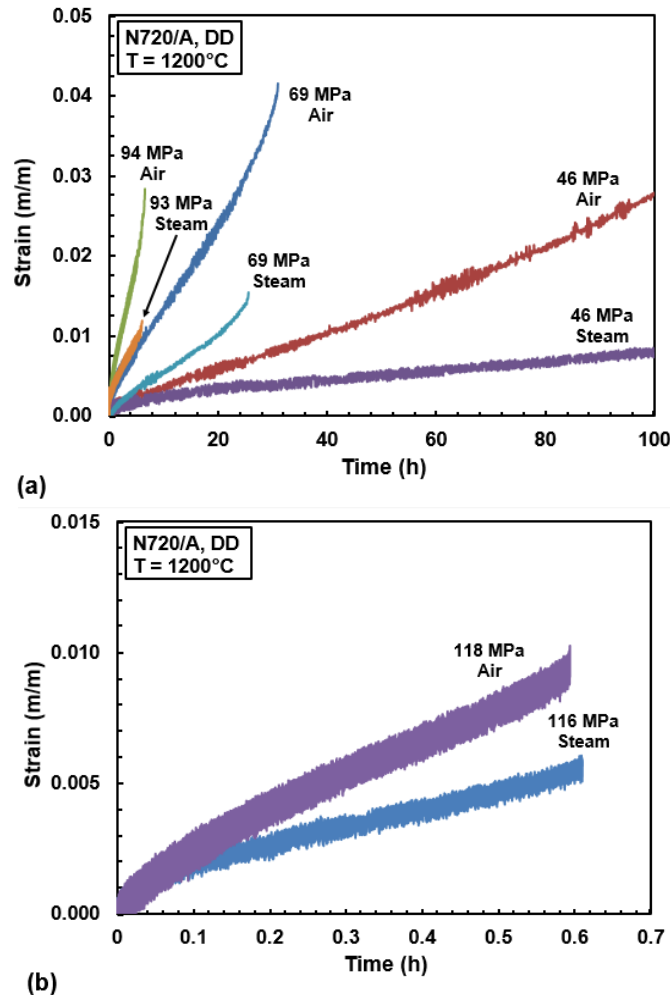 N720/A, DD
T = 1200°C
69 MPa
Air
94 MPa
Air
93 MPa
Steam
46 MPa
Air
69 MPa
Steam
46 MPa
Steam
0.05
0.04
0.03
0.02
0.01
0.00
Strain (m/m)
0
20
40
60
80
100
Time (h)
(a)
N720/A, DD
T = 1200°C
118 MPa
Air
116 MPa
Steam
0.015
0.010
0.005
0.000
Strain (m/m)
0
0.1
0.2
0.3
0.4
0.5
0.6
0.7
Time (h)
(b)